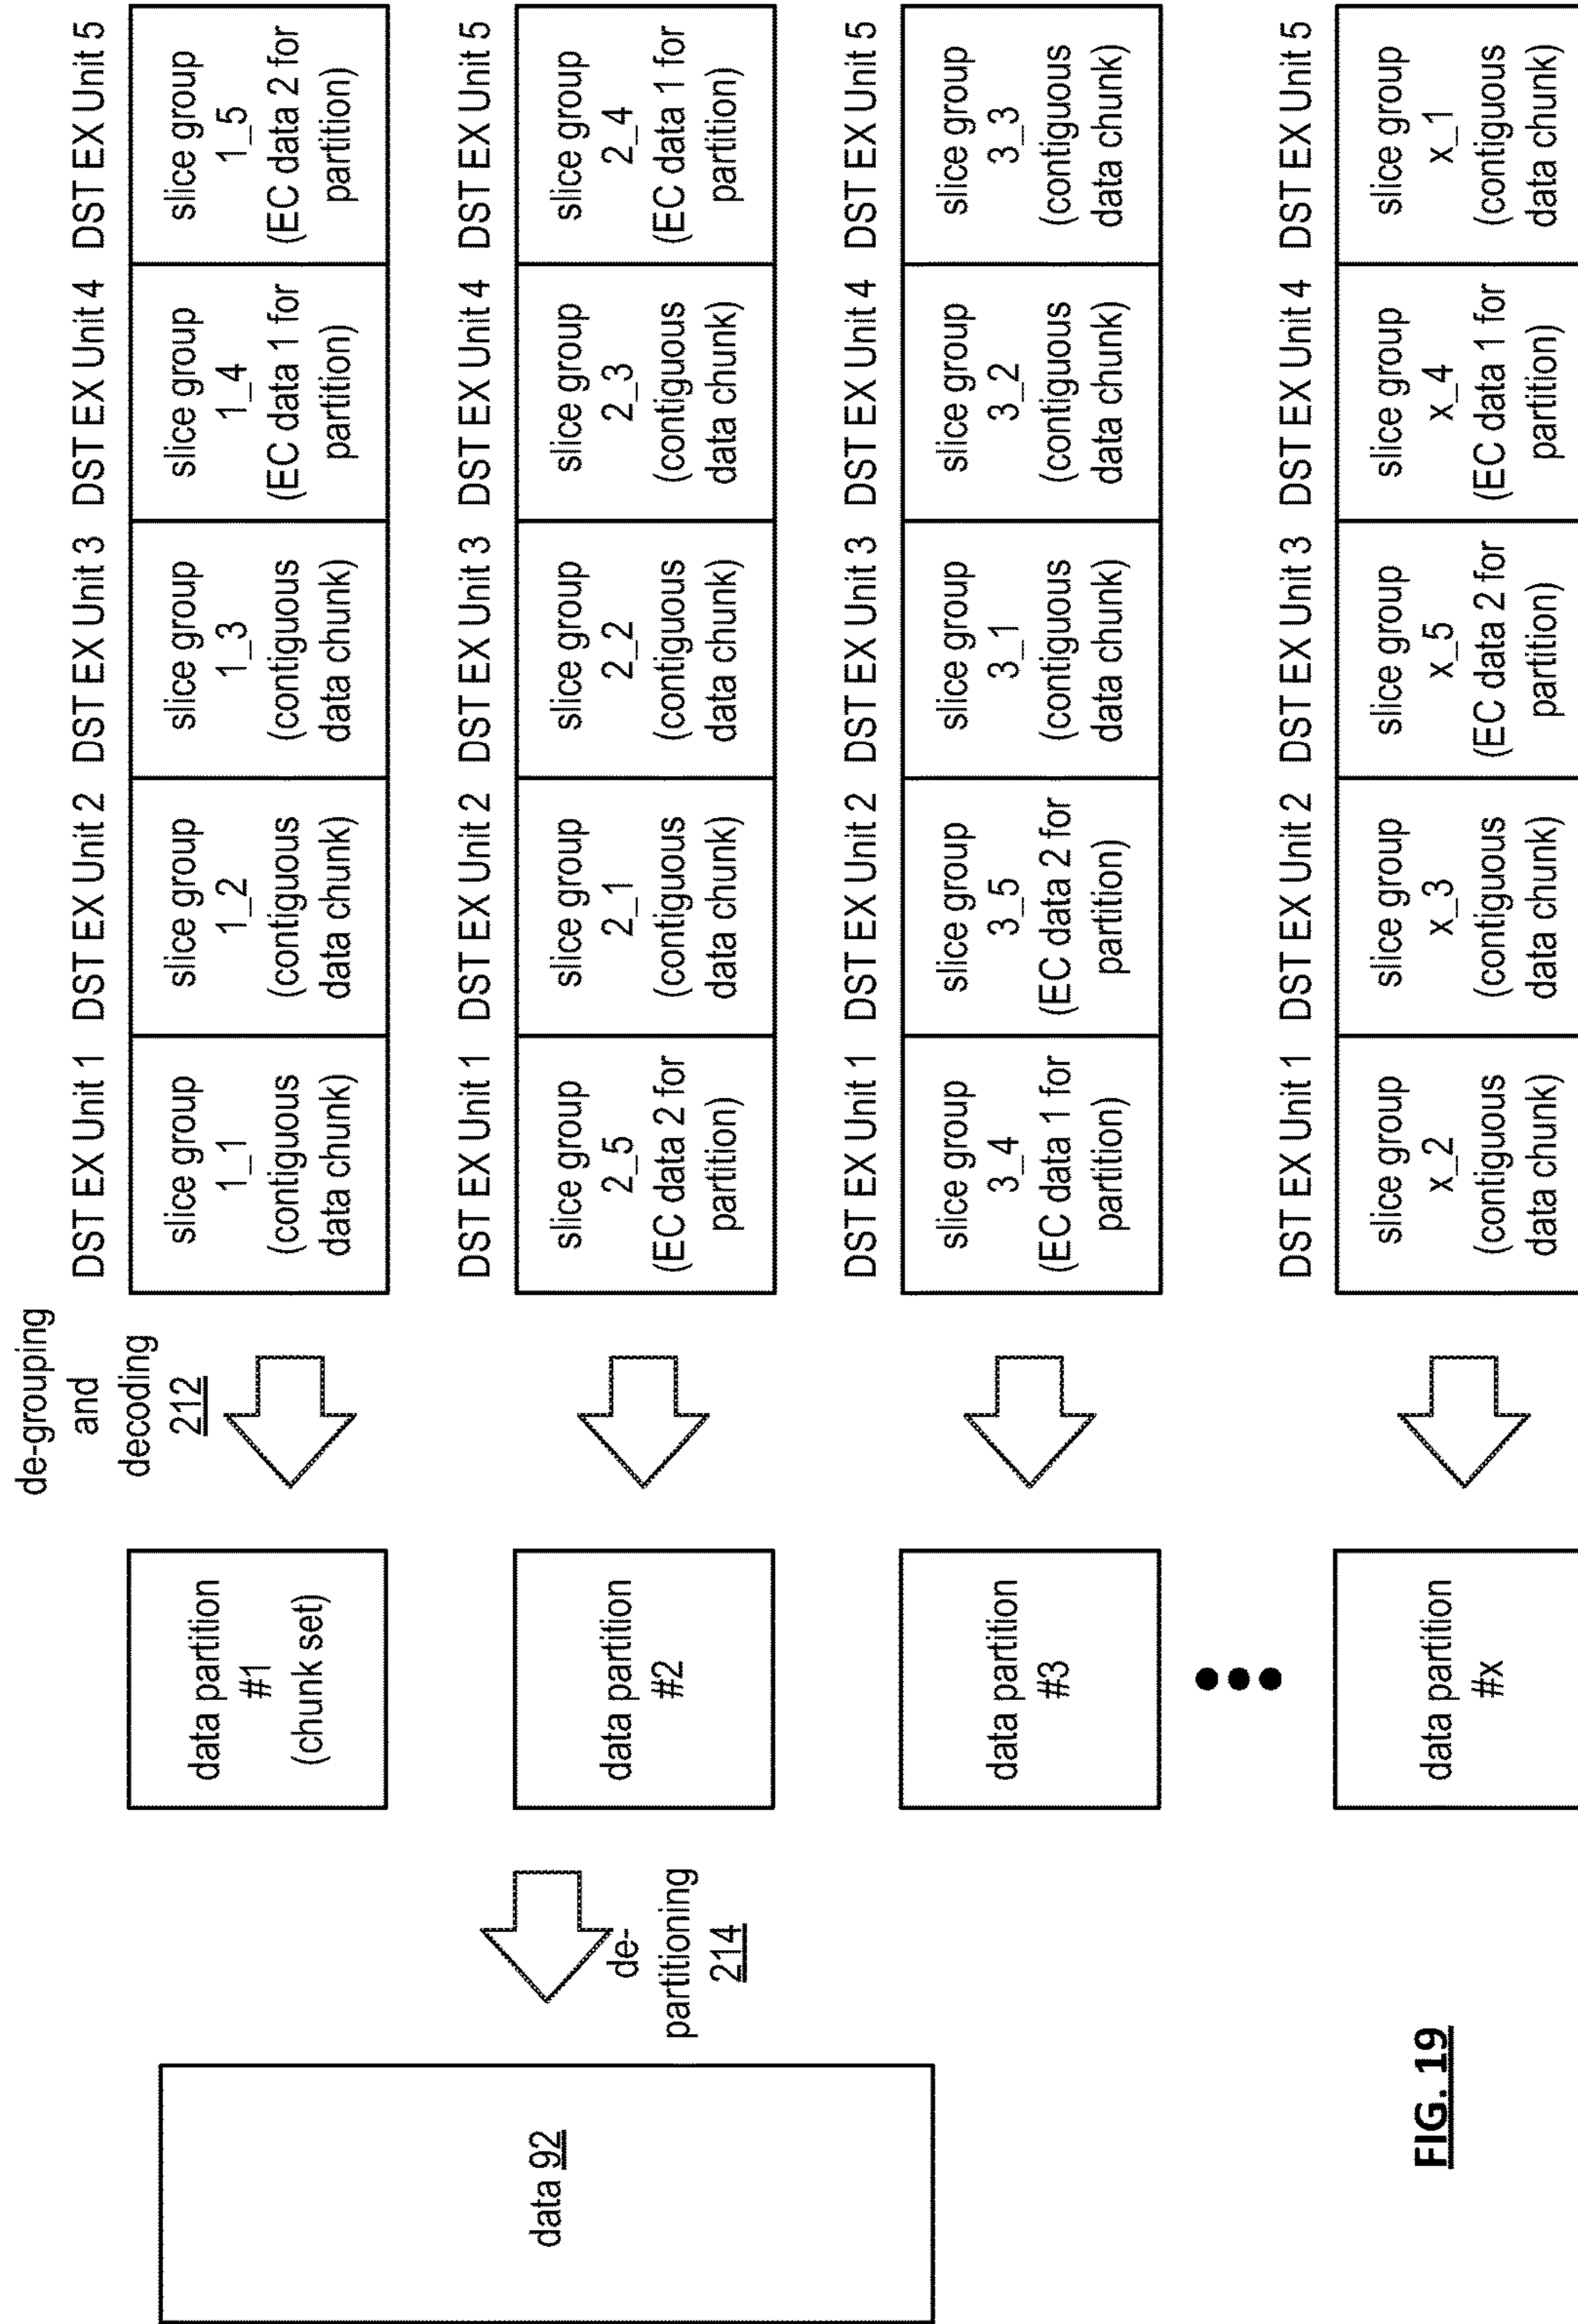 de-grouping
and
decoding
212
DST EX Unit 1 DST EX Unit 2 DST EX Unit 3 DST EX Unit 4 DST EX Unit 5
data 92
de-
partitioning
214
data partition
#1
(chunk set)
slice group
1_1
(contiguous
data chunk)
slice group
1_2
(contiguous
data chunk)
slice group
1_3
(contiguous
data chunk)
slice group
1_4
(EC data 1 for
partition)
slice group
1_5
(EC data 2 for
partition)
DST EX Unit 1 DST EX Unit 2 DST EX Unit 3 DST EX Unit 4 DST EX Unit 5
data partition
#2
slice group
2_5
(EC data 2 for
partition)
slice group
2_1
(contiguous
data chunk)
slice group
2_2
(contiguous
data chunk)
slice group
2_3
(contiguous
data chunk)
slice group
2_4
(EC data 1 for
partition)
DST EX Unit 1 DST EX Unit 2 DST EX Unit 3 DST EX Unit 4 DST EX Unit 5
data partition
#3
slice group
3_4
(EC data 1 for
partition)
slice group
3_5
(EC data 2 for
partition)
slice group
3_1
(contiguous
data chunk)
slice group
3_2
(contiguous
data chunk)
slice group
3_3
(contiguous
data chunk)
DST EX Unit 1 DST EX Unit 2 DST EX Unit 3 DST EX Unit 4 DST EX Unit 5
data partition
#x
slice group
x_2
(contiguous
data chunk)
slice group
x_3
(contiguous
data chunk)
slice group
x_5
(EC data 2 for
partition)
slice group
x_4
(EC data 1 for
partition)
slice group
x_1
(contiguous
data chunk)
FIG. 19